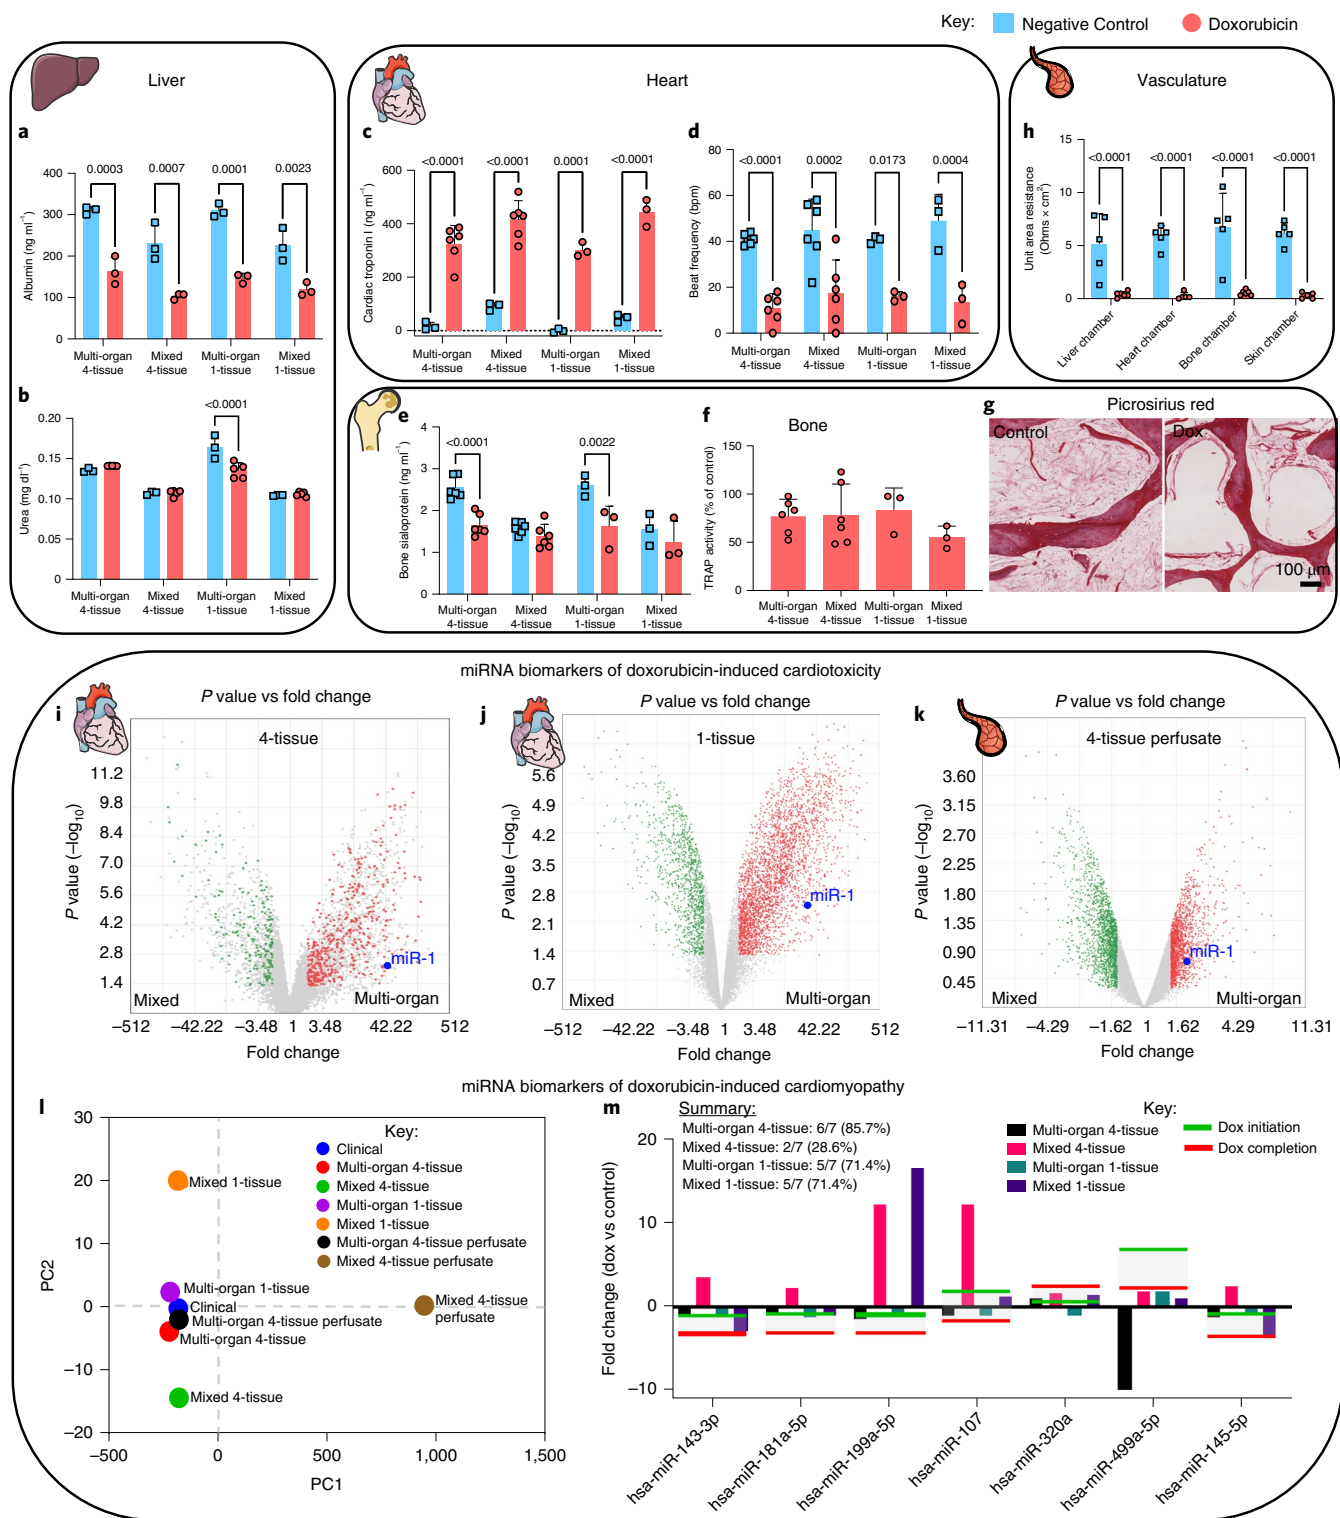 Key: Negative Control Doxorubicin
Liver
Heart
Vasculature
a
Albumin (ng ml⁻¹)
400
300
200
100
0
0.0003
0.0007
0.0001
0.0023
Multi-organ 4-tissue
Mixed 4-tissue
Multi-organ 1-tissue
Mixed 1-tissue
b
Urea (mg dl⁻¹)
0.20
0.15
0.10
0.05
0
<0.0001
Multi-organ 4-tissue
Mixed 4-tissue
Multi-organ 1-tissue
Mixed 1-tissue
c
Cardiac troponin I (ng ml⁻¹)
600
400
200
0
<0.0001
<0.0001
0.0001
<0.0001
Multi-organ 4-tissue
Mixed 4-tissue
Multi-organ 1-tissue
Mixed 1-tissue
d
Beat frequency (bpm)
80
60
40
20
0
<0.0001
0.0002
0.0173
0.0004
Multi-organ 4-tissue
Mixed 4-tissue
Multi-organ 1-tissue
Mixed 1-tissue
h
Unit area resistance
(Ohms × cm²)
15
10
5
0
<0.0001
<0.0001
<0.0001
<0.0001
Liver chamber
Heart chamber
Bone chamber
Skin chamber
e
Bone sialoprotein (ng ml⁻¹)
4
3
2
1
0
<0.0001
0.0022
Multi-organ 4-tissue
Mixed 4-tissue
Multi-organ 1-tissue
Mixed 1-tissue
f
Bone
TRAP activity (% of control)
150
100
50
0
Multi-organ 4-tissue
Mixed 4-tissue
Multi-organ 1-tissue
Mixed 1-tissue
g
Picrosirius red
Control
Dox
100 μm
miRNA biomarkers of doxorubicin-induced cardiotoxicity
i
P value vs fold change
4-tissue
P value (−log₁₀)
11.2
9.8
8.4
7.0
5.6
4.2
2.8
1.4
miR-1
Mixed
Multi-organ
−512 −42.22 −3.48 1 3.48 42.22 512
Fold change
j
P value vs fold change
1-tissue
P value (−log₁₀)
5.6
4.9
4.2
3.5
2.8
2.1
1.4
0.7
miR-1
Mixed
Multi-organ
−512 −42.22 −3.48 1 3.48 42.22 512
Fold change
k
P value vs fold change
4-tissue perfusate
P value (−log₁₀)
3.60
3.15
2.70
2.25
1.80
1.35
0.90
0.45
miR-1
Mixed
Multi-organ
−11.31 −4.29 −1.62 1 1.62 4.29 11.31
Fold change
miRNA biomarkers of doxorubicin-induced cardiomyopathy
l
PC2
30
20
10
0
−10
−20
Key:
Clinical
Multi-organ 4-tissue
Mixed 4-tissue
Multi-organ 1-tissue
Mixed 1-tissue
Multi-organ 4-tissue perfusate
Mixed 4-tissue perfusate
Mixed 1-tissue
Multi-organ 1-tissue
Clinical
Multi-organ 4-tissue perfusate
Multi-organ 4-tissue
Mixed 4-tissue
Mixed 4-tissue
perfusate
−500 0 500 1,000 1,500
PC1
m
Summary:
Multi-organ 4-tissue: 6/7 (85.7%)
Mixed 4-tissue: 2/7 (28.6%)
Multi-organ 1-tissue: 5/7 (71.4%)
Mixed 1-tissue: 5/7 (71.4%)
Key:
Multi-organ 4-tissue
Mixed 4-tissue
Multi-organ 1-tissue
Mixed 1-tissue
Dox initiation
Dox completion
Fold change (dox vs control)
20
10
0
−10
hsa-miR-143-3p
hsa-miR-181a-5p
hsa-miR-199a-5p
hsa-miR-107
hsa-miR-320a
hsa-miR-499a-5p
hsa-miR-145-5p